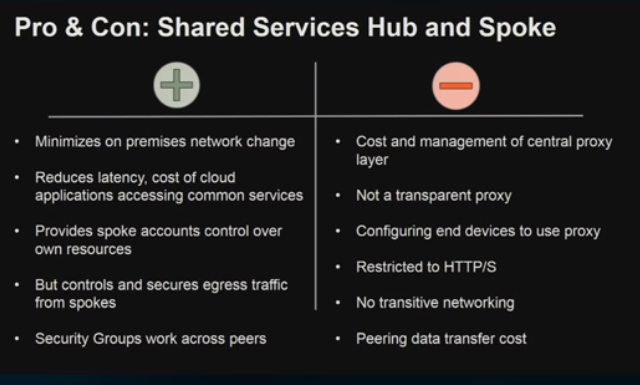 Pro & Con: Shared Services Hub and Spoke
• Minimizes on premises network change
• Reduces latency, cost of cloud
applications accessing common services
• Provides spoke accounts control over
own resources
• But controls and secures egress traffic
from spokes
• Security Groups work across peers
• Cost and management of central proxy
layer
• Not a transparent proxy
• Configuring end devices to use proxy
• Restricted to HTTP/S
• No transitive networking
• Peering data transfer cost